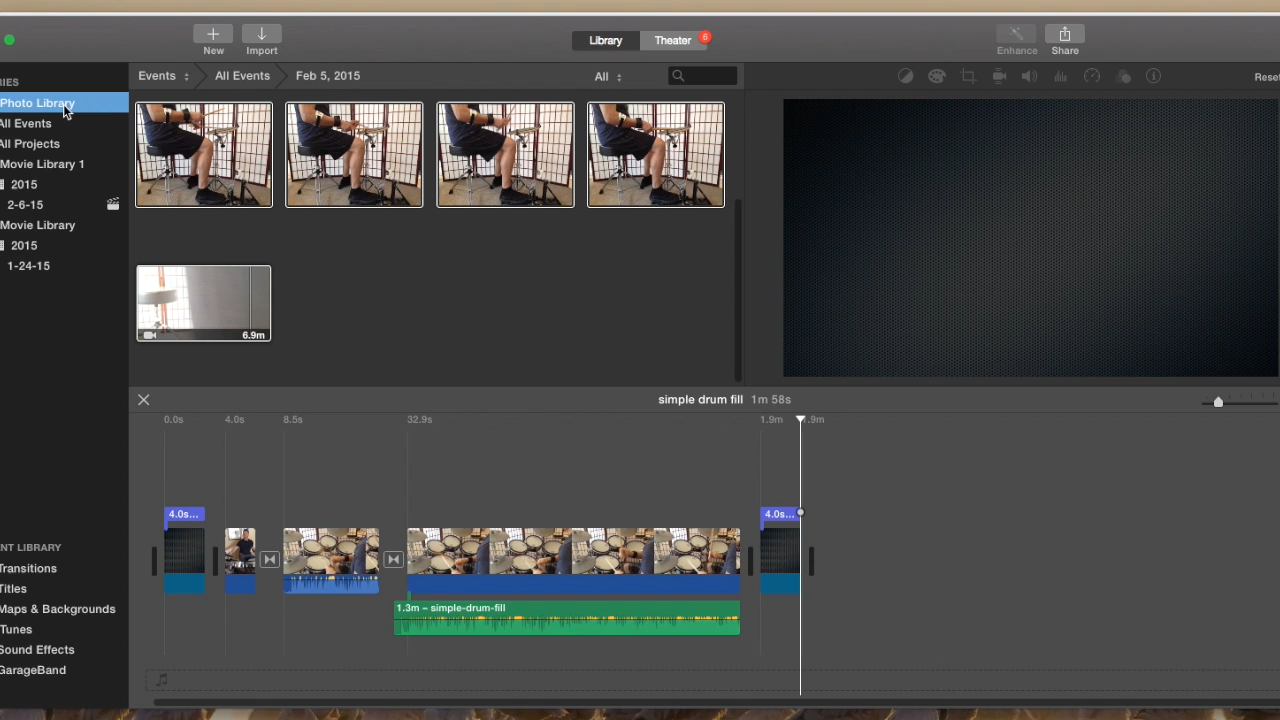 New
Import
Library
Theater
6
Enhance
Share
RIES
Photo Library
All Events
All Projects
Movie Library 1
2015
2-6-15
Movie Library
2015
1-24-15
Events
All Events
Feb 5, 2015
All
Reset
6.9m
simple drum fill 1m 58s
0.0s
4.0s
8.5s
32.9s
1.9m
1.9m
4.0s...
4.0s...
1.3m – simple-drum-fill
NT LIBRARY
Transitions
Titles
Maps & Backgrounds
Tunes
Sound Effects
GarageBand